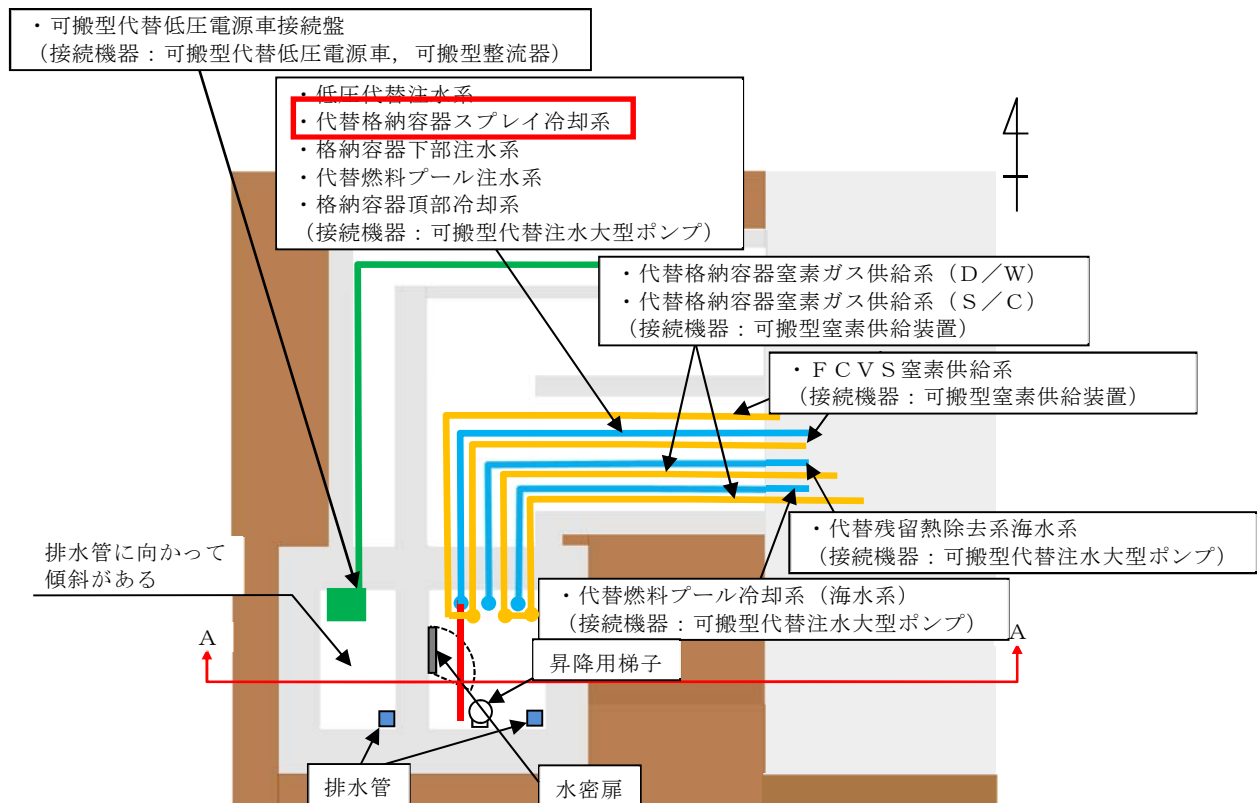 ・可搬型代替低圧電源車接続盤
（接続機器：可搬型代替低圧電源車，可搬型整流器）
・低圧代替注水系
・代替格納容器スプレイ冷却系
・格納容器下部注水系
・代替燃料プール注水系
・格納容器頂部冷却系
（接続機器：可搬型代替注水大型ポンプ）
・代替格納容器窒素ガス供給系（Ｄ／Ｗ）
・代替格納容器窒素ガス供給系（Ｓ／Ｃ）
（接続機器：可搬型窒素供給装置）
・ＦＣＶＳ窒素供給系
（接続機器：可搬型窒素供給装置）
・代替残留熱除去系海水系
（接続機器：可搬型代替注水大型ポンプ）
排水管に向かって
傾斜がある
・代替燃料プール冷却系（海水系）
（接続機器：可搬型代替注水大型ポンプ）
A
A
昇降用梯子
排水管
水密扉